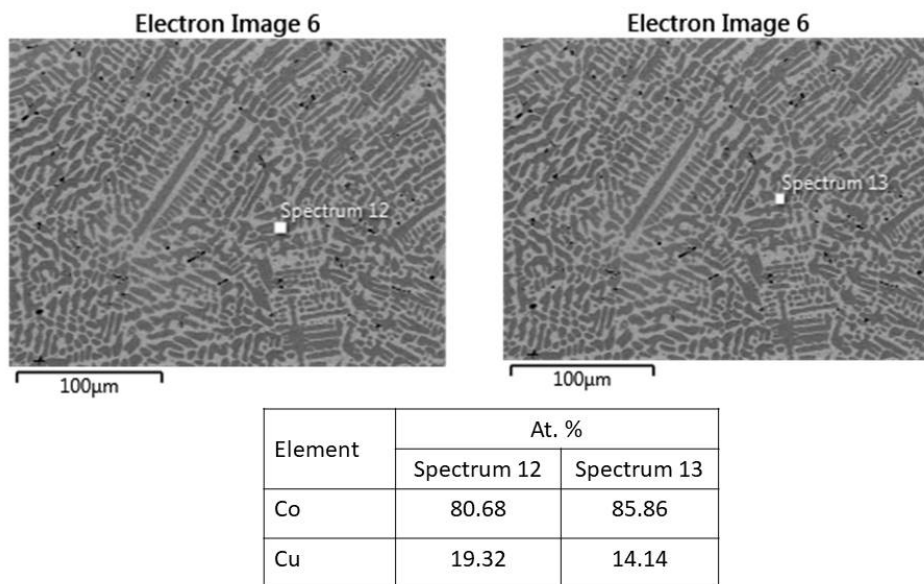 Electron Image 6
Electron Image 6
Spectrum 12
Spectrum 13
100μm
100μm
Element
At. %
Spectrum 12
Spectrum 13
Co
80.68
85.86
Cu
19.32
14.14